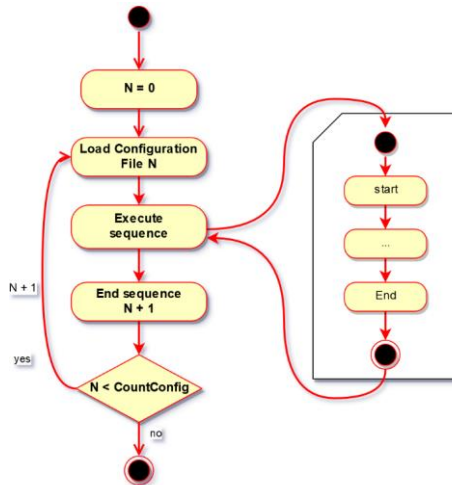 N = 0
Load Configuration
File N
Execute
sequence
End sequence
N + 1
N < CountConfig
N + 1
yes
no
start
...
End